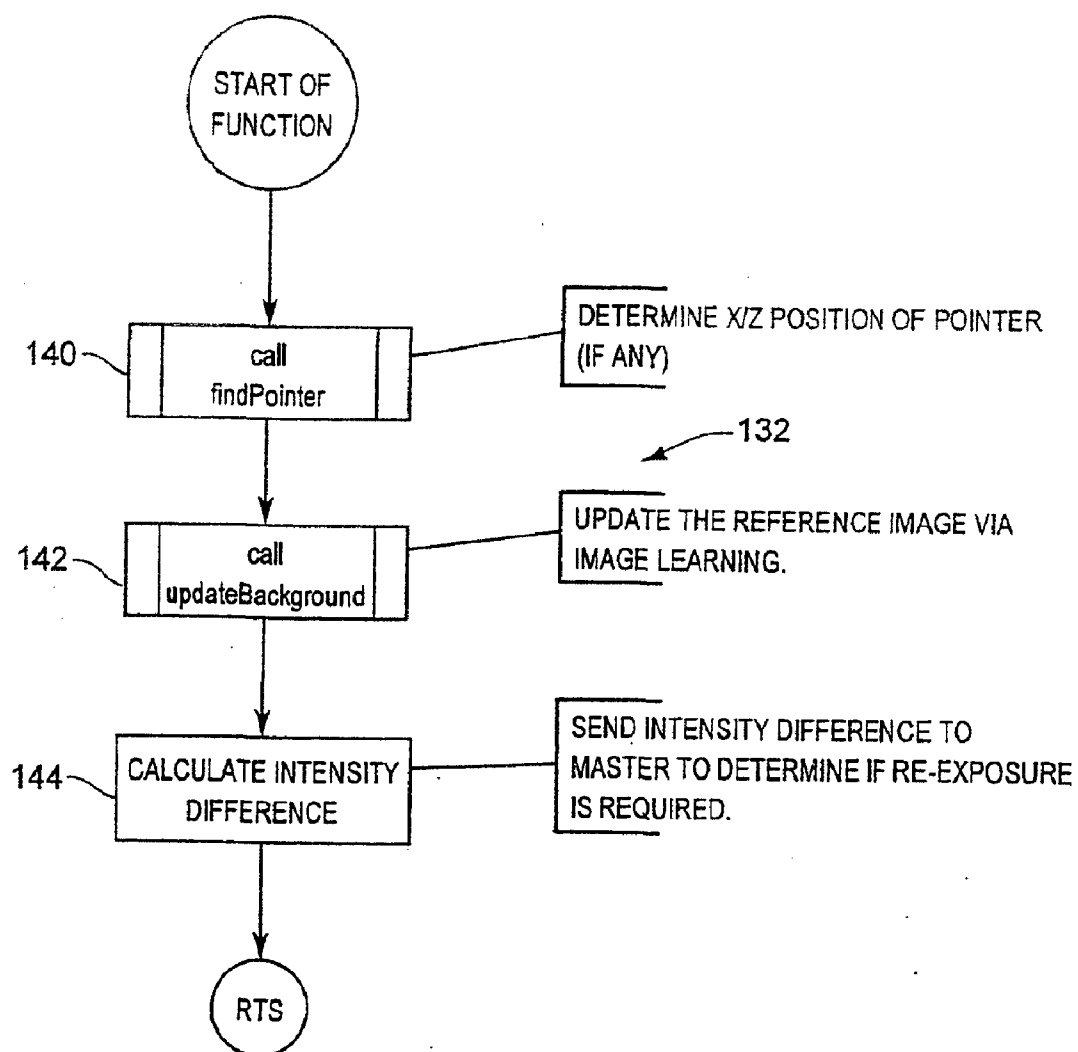 START OF
FUNCTION
140
call
findPointer
DETERMINE X/Z POSITION OF POINTER
(IF ANY)
132
142
call
updateBackground
UPDATE THE REFERENCE IMAGE VIA
IMAGE LEARNING.
144
CALCULATE INTENSITY
DIFFERENCE
SEND INTENSITY DIFFERENCE TO
MASTER TO DETERMINE IF RE-EXPOSURE
IS REQUIRED.
RTS